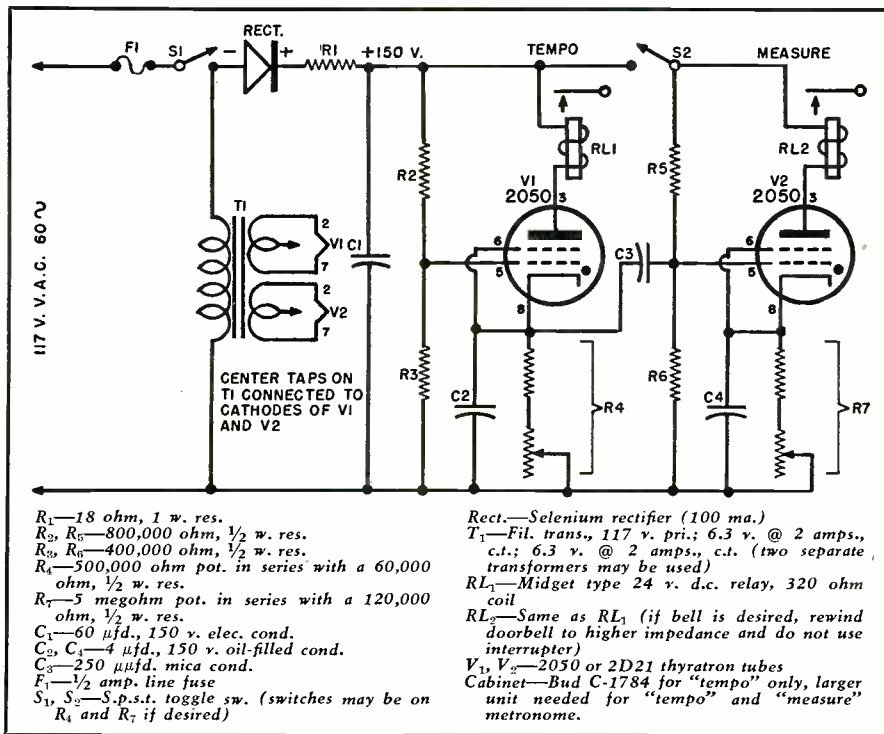 RECT.
F1
S1
-
+
R1
+150 V.
TEMPO
S2
MEASURE
RL1
RL2
R2
V1
2050
3
R5
V2
2050
3
117 V. V.A.C. 60~
T1
2
V1
7
2
V2
7
C1
6
5
8
C3
6
5
8
CENTER TAPS ON
T1 CONNECTED TO
CATHODES OF V1
AND V2
R3
C2
R4
R6
C4
R7
R₁—18 ohm, 1 w. res.
R₂, R₅—800,000 ohm, ½ w. res.
R₃, R₆—400,000 ohm, ½ w. res.
R₄—500,000 ohm pot. in series with a 60,000
ohm, ½ w. res.
R₇—5 megohm pot. in series with a 120,000
ohm, ½ w. res.
C₁—60 μfd., 150 v. elec. cond.
C₂, C₄—4 μfd., 150 v. oil-filled cond.
C₃—250 μμfd. mica cond.
F₁—½ amp. line fuse
S₁, S₂—S.p.s.t. toggle sw. (switches may be on
R₄ and R₇ if desired)
Rect.—Selenium rectifier (100 ma.)
T₁—Fil. trans., 117 v. pri.; 6.3 v. @ 2 amps.,
c.t.; 6.3 v. @ 2 amps., c.t. (two separate
transformers may be used)
RL₁—Midget type 24 v. d.c. relay, 320 ohm
coil
RL₂—Same as RL₁ (if bell is desired, rewind
doorbell to higher impedance and do not use
interrupter)
V₁, V₂—2050 or 2D21 thyratron tubes
Cabinet—Bud C-1784 for "tempo" only, larger
unit needed for "tempo" and "measure"
metronome.